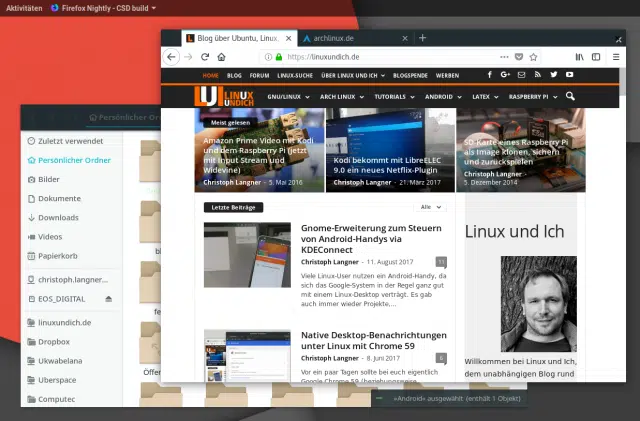 Aktivitäten
Firefox Nightly - CSD build
Persönlicher Ord
Zuletzt verwendet
Persönlicher Ordner
Bilder
Dokumente
Downloads
Videos
Papierkorb
christoph.langner...
EOS_DIGITAL
linuxundich.de
Dropbox
Ukwabelana
Uberspace
Computec
Öffen
«Android» ausgewählt (enthält 1 Objekt)
Blog über Ubuntu, Linux,
archlinux.de
https://linuxundich.de
HOME
BLOG
FORUM
LINUX-SUCHE
ÜBER LINUX UND ICH
BLOGSPENDE
WERBEN
LINUX
UNDICH
GNU/LINUX
ARCH LINUX
TUTORIALS
ANDROID
LATEX
RASPBERRY PI
Meist gelesen
Amazon Prime Video mit Kodi
und dem Raspberry Pi (jetzt
mit Input Stream und
Widevine)
Christoph Langner - 5. Mai 2016
Kodi bekommt mit LibreELEC
9.0 ein neues Netflix-Plugin
Christoph Langner - 21. März 2017
SD-Karte eines Raspberry Pi
als Image klonen, sichern
und zurückspielen
Christoph Langner -
5. Dezember 2014
Letzte Beiträge
Alle
Gnome-Erweiterung zum Steuern
von Android-Handys via
KDEConnect
Christoph Langner - 11. August 2017
Viele Linux-User nutzen ein Android-Handy, da
sich das Google-System in der Regel ganz gut
mit einem Linux-Desktop verträgt. Es gab
auch immer wieder Projekte,...
Native Desktop-Benachrichtigungen
unter Linux mit Chrome 59
Christoph Langner - 8. Juni 2017
6
Vor ein paar Tagen sollte bei euch eigentlich
Google Chrome 59 (beziehungsweise
Linux und Ich
Willkommen bei Linux und Ich,
dem unabhängigen Blog rund